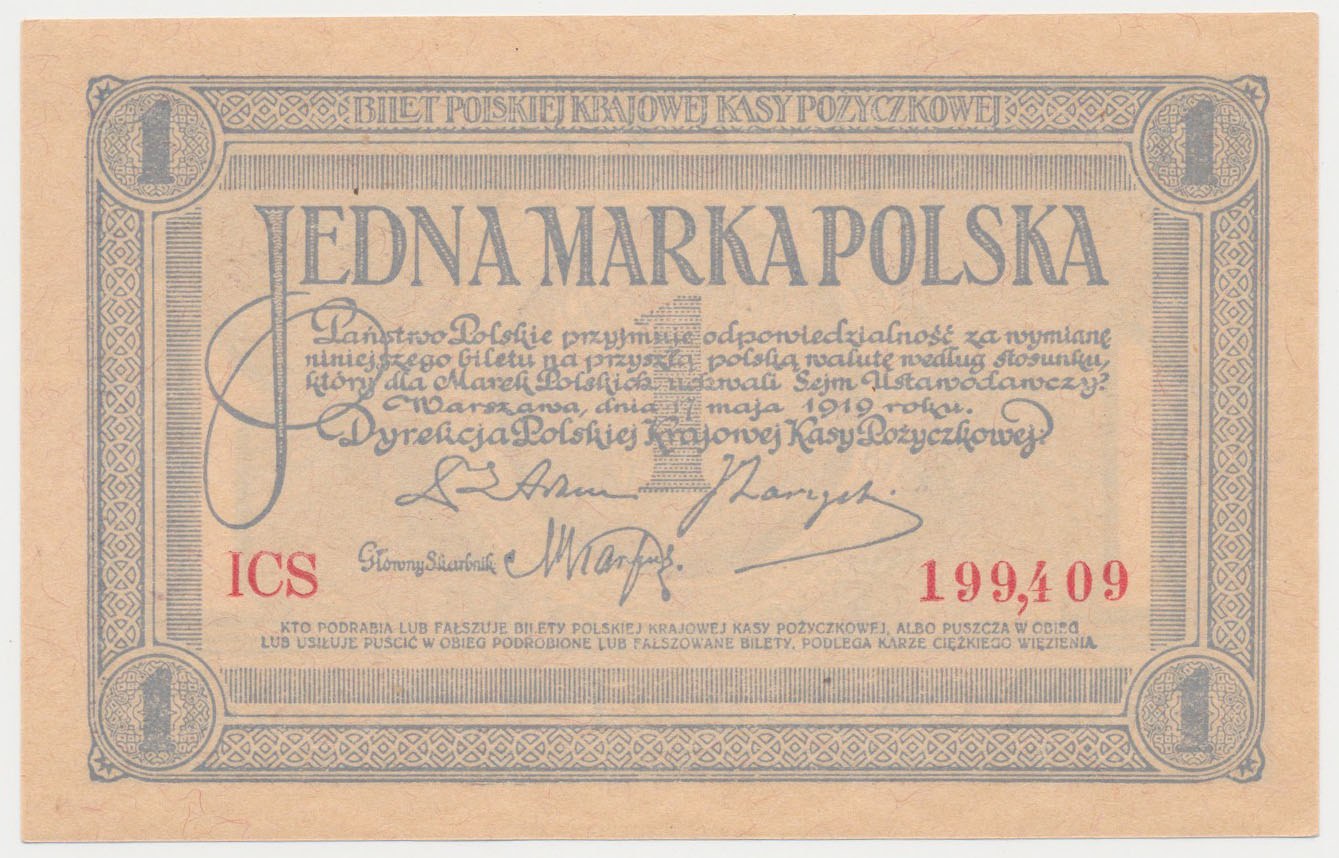 BILET POLSKIEJ KRAJOWEJ KASY POŻYCZKOWEJ
1 1
JEDNA MARKA POLSKA
1
Państwo Polskie przyjmuje odpowiedzialność za wymianę
niniejszego biletu na przyszłą polską walutę według stosunku,
który dla Marek Polskich uchwali Sejm Ustawodawczy.
Warszawa, dnia 17 maja 1919 roku.
Dyrekcja Polskiej Krajowej Kasy Pożyczkowej.
ICS Główny Skarbnik 199,409
KTO PODRABIA LUB FAŁSZUJE BILETY POLSKIEJ KRAJOWEJ KASY POŻYCZKOWEJ, ALBO PUSZCZA W OBIEG
LUB USIŁUJE PUŚCIĆ W OBIEG PODROBIONE LUB FAŁSZOWANE BILETY, PODLEGA KARZE CIĘŻKIEGO WIĘZIENIA
1 1